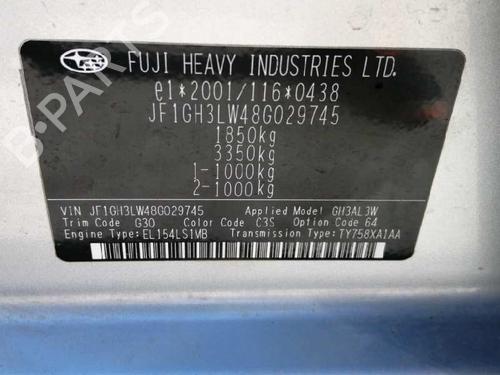 FUJI HEAVY INDUSTRIES LTD.
e1*2001/116*0438
JF1GH3LW48G029745
1850kg
3350kg
1-1000kg
2-1000kg
VIN JF1GH3LW48G029745 Applied Model GH3AL3W
Trim Code G30 Color Code C3S Option Code 64
Engine Type: EL154LS1MB Transmission Type: TY758XA1AA
B-PARTS